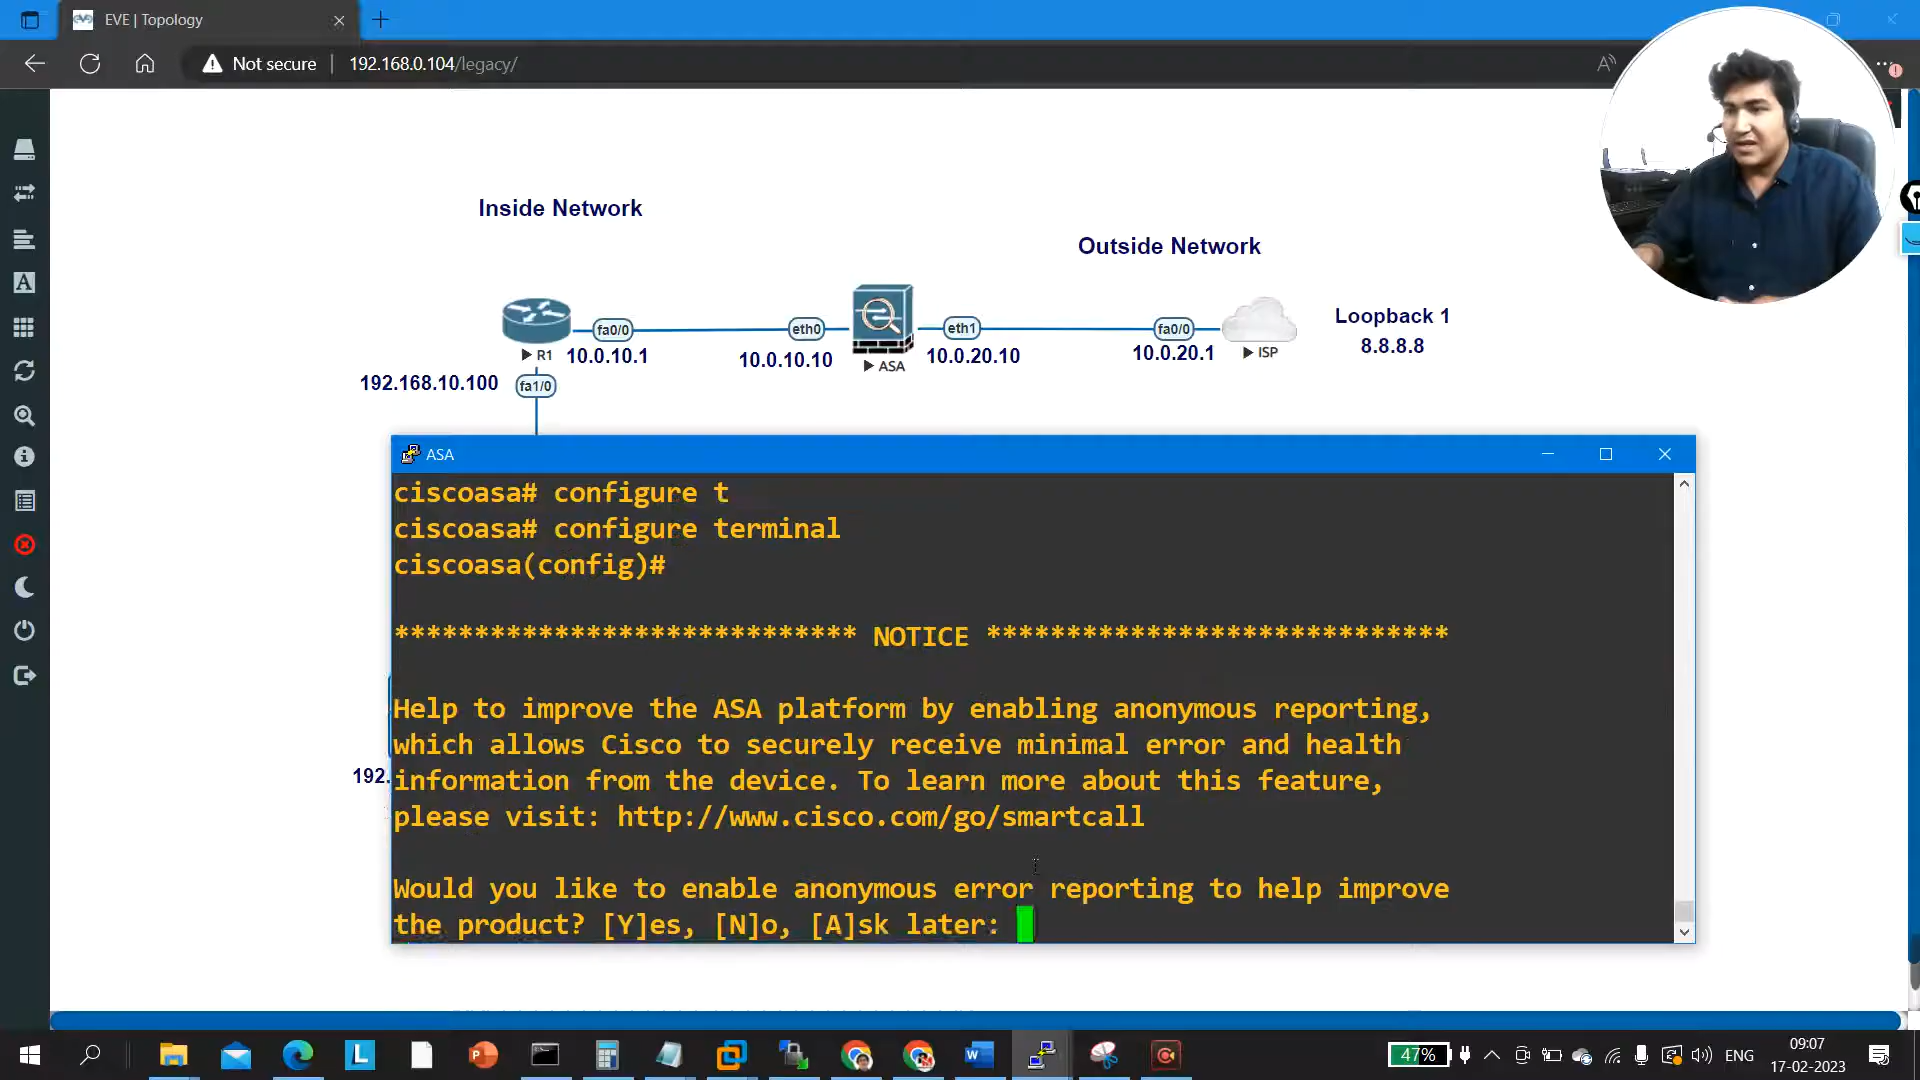 EVE | Topology
Not secure
192.168.0.104/legacy/
Inside Network
Outside Network
fa0/0
eth0
eth1
fa0/0
Loopback 1
R1
10.0.10.1
10.0.10.10
ASA
10.0.20.10
10.0.20.1
ISP
8.8.8.8
192.168.10.100
fa1/0
ASA
ciscoasa# configure t
ciscoasa# configure terminal
ciscoasa(config)#
***************************** NOTICE *****************************
Help to improve the ASA platform by enabling anonymous reporting,
which allows Cisco to securely receive minimal error and health
192.
information from the device. To learn more about this feature,
please visit: http://www.cisco.com/go/smartcall
Would you like to enable anonymous error reporting to help improve
the product? [Y]es, [N]o, [A]sk later:
47%
ENG
09:07
17-02-2023